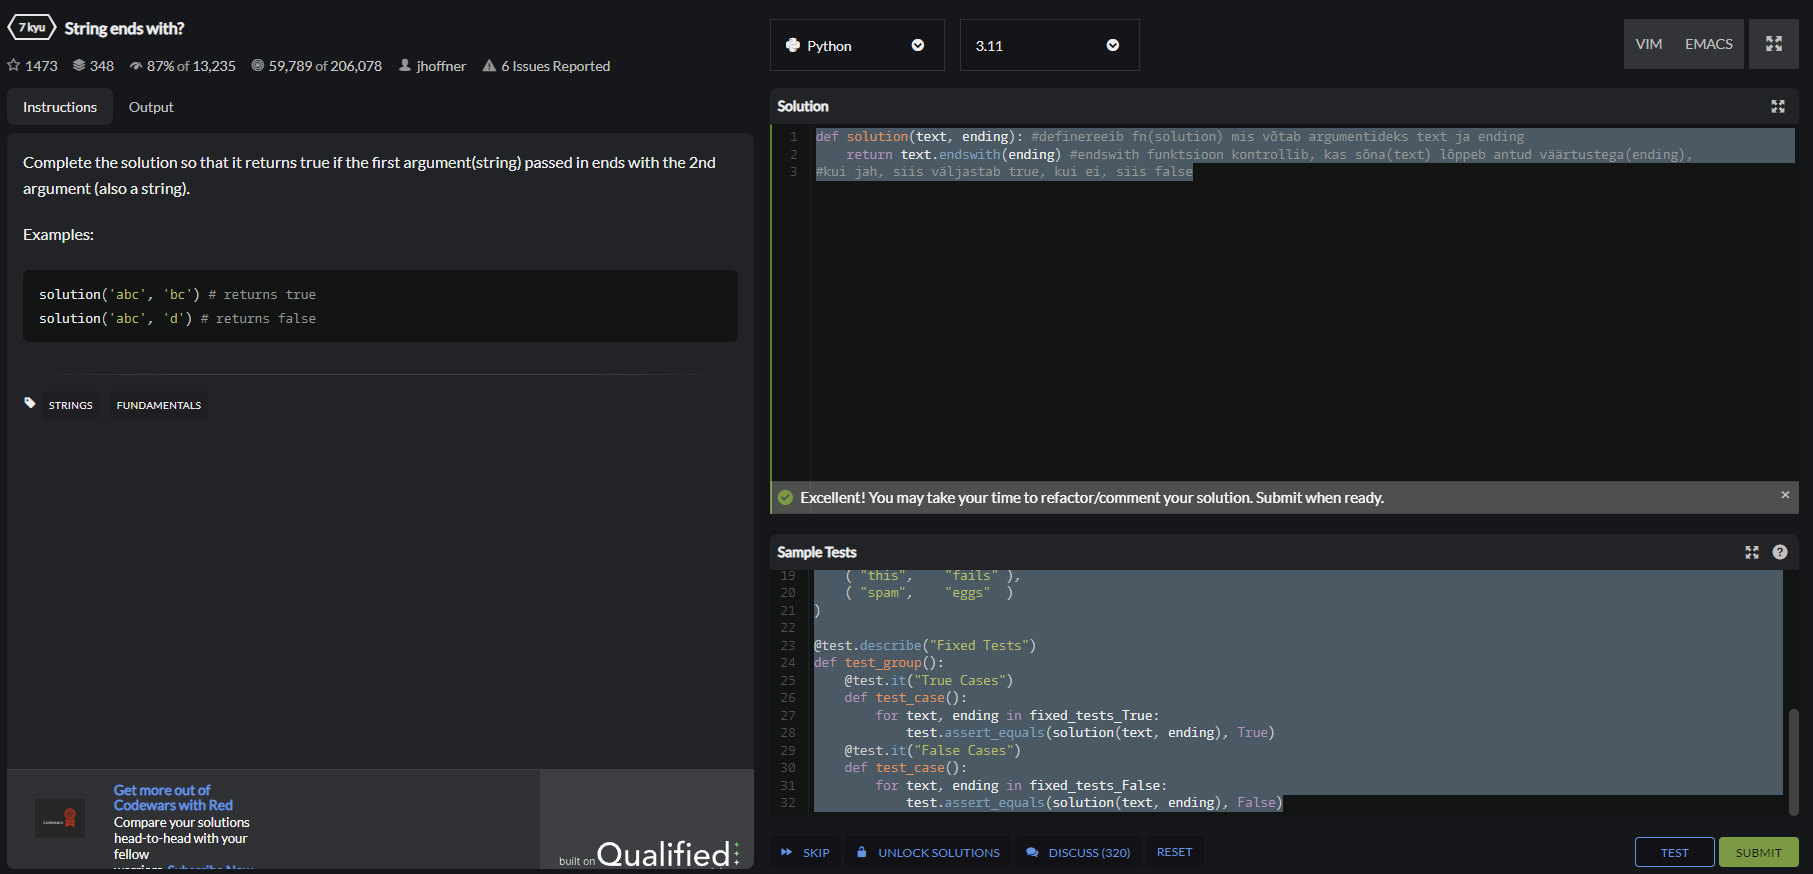 7 kyu String ends with?
1473 348 87% of 13,235 59,789 of 206,078 jhoffner 6 Issues Reported
Instructions Output
Complete the solution so that it returns true if the first argument(string) passed in ends with the 2nd
argument (also a string).
Examples:
solution('abc', 'bc') # returns true
solution('abc', 'd') # returns false
STRINGS FUNDAMENTALS
Get more out of
Codewars with Red
Compare your solutions
head-to-head with your
fellow
warriors. Subscribe Now
Codewars
built on Qualified
Python 3.11 VIM EMACS
Solution
1 def solution(text, ending): #definereeib fn(solution) mis võtab argumentideks text ja ending
2 return text.endswith(ending) #endswith funktsioon kontrollib, kas sõna(text) lõppeb antud väärtustega(ending),
3 #kui jah, siis väljastab true, kui ei, siis false
Excellent! You may take your time to refactor/comment your solution. Submit when ready. ×
Sample Tests ?
19 ( "this", "fails" ),
20 ( "spam", "eggs" )
21 )
22
23 @test.describe("Fixed Tests")
24 def test_group():
25 @test.it("True Cases")
26 def test_case():
27 for text, ending in fixed_tests_True:
28 test.assert_equals(solution(text, ending), True)
29 @test.it("False Cases")
30 def test_case():
31 for text, ending in fixed_tests_False:
32 test.assert_equals(solution(text, ending), False)
SKIP UNLOCK SOLUTIONS DISCUSS (320) RESET TEST SUBMIT